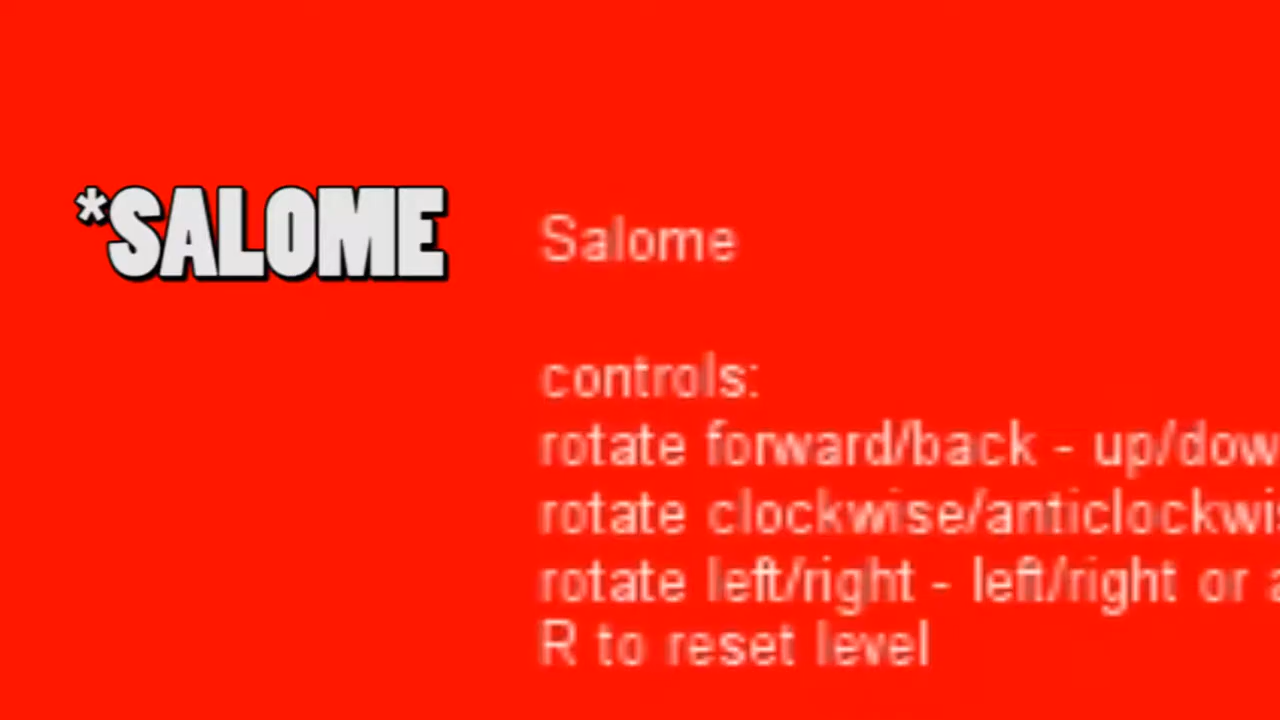 *SALOME
Salome
controls:
rotate forward/back - up/dow
rotate clockwise/anticlockwi
rotate left/right - left/right or a
R to reset level